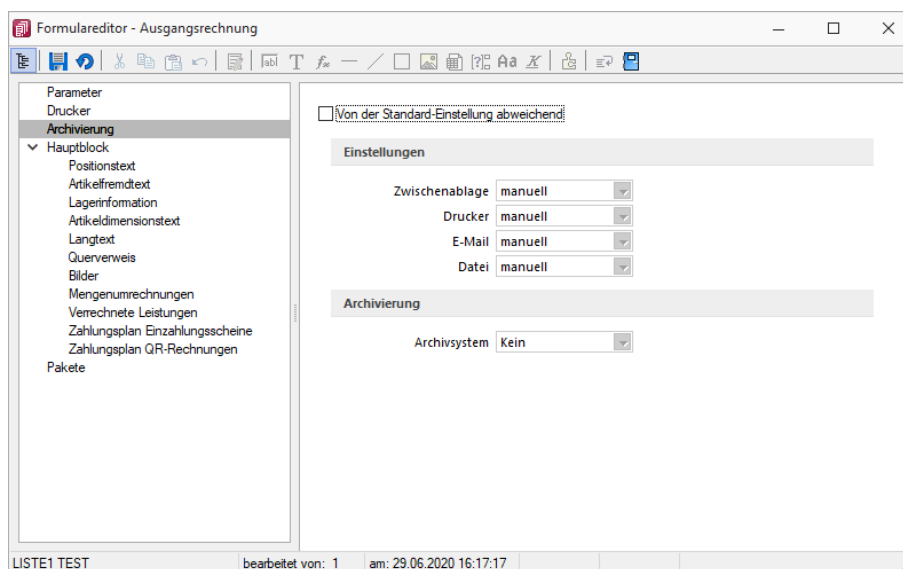 Formulareditor - Ausgangsrechnung
Parameter
Drucker
Archivierung
Hauptblock
Positionstext
Artikelfremdtext
Lagerinformation
Artikeldimensionstext
Langtext
Querverweis
Bilder
Mengenumrechnungen
Verrechnete Leistungen
Zahlungsplan Einzahlungsscheine
Zahlungsplan QR-Rechnungen
Pakete
Von der Standard-Einstellung abweichend
Einstellungen
Zwischenablage manuell
Drucker manuell
E-Mail manuell
Datei manuell
Archivierung
Archivsystem Kein
LISTE1 TEST bearbeitet von: 1 am: 29.06.2020 16:17:17